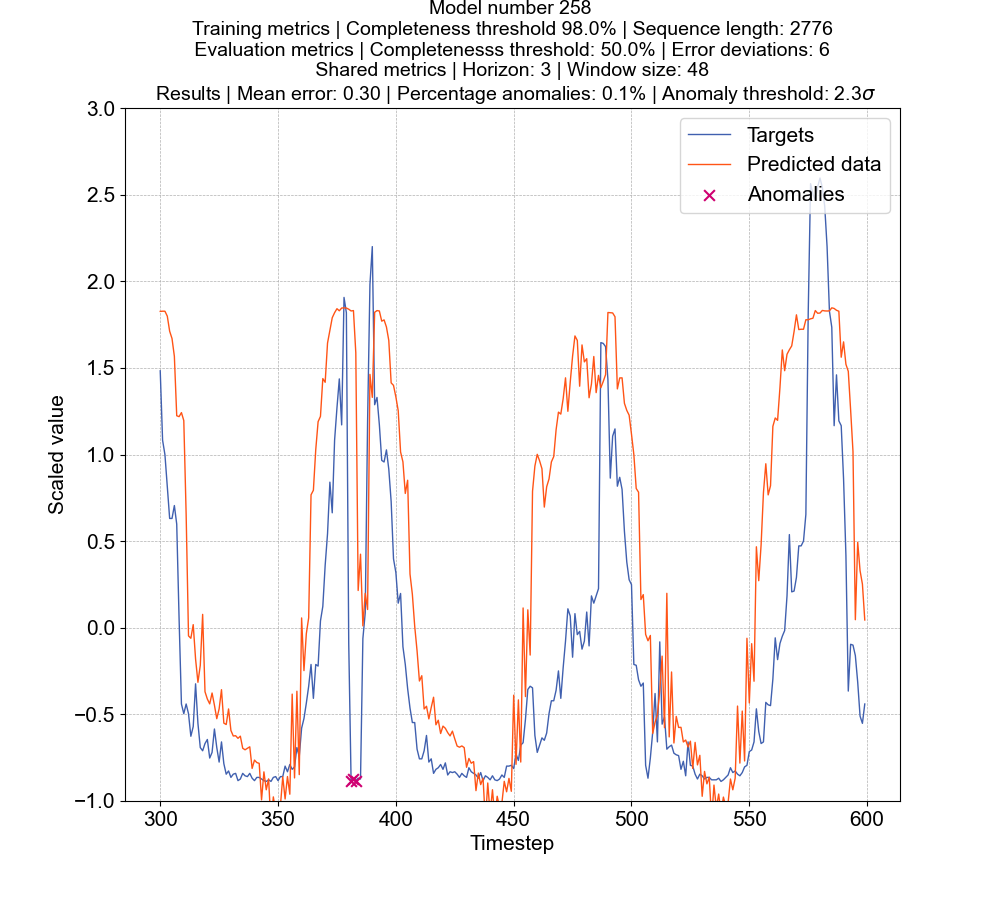 Model number 258
Training metrics | Completeness threshold 98.0% | Sequence length: 2776
Evaluation metrics | Completenesss threshold: 50.0% | Error deviations: 6
Shared metrics | Horizon: 3 | Window size: 48
Results | Mean error: 0.30 | Percentage anomalies: 0.1% | Anomaly threshold: 2.3σ
3.0
2.5
2.0
1.5
1.0
0.5
0.0
−0.5
−1.0
Scaled value
Targets
Predicted data
Anomalies
300 350 400 450 500 550 600
Timestep